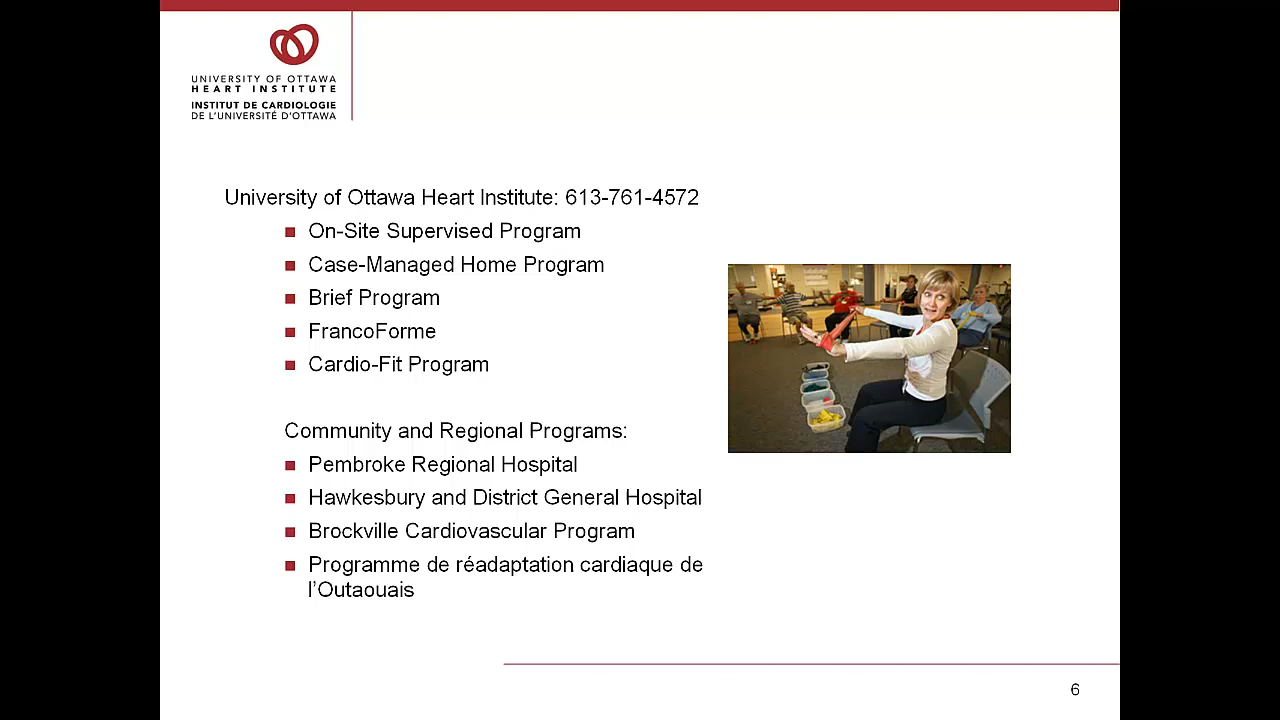 UNIVERSITY OF OTTAWA
HEART INSTITUTE
INSTITUT DE CARDIOLOGIE
DE L'UNIVERSITÉ D'OTTAWA
University of Ottawa Heart Institute: 613-761-4572
On-Site Supervised Program
Case-Managed Home Program
Brief Program
FrancoForme
Cardio-Fit Program
Community and Regional Programs:
Pembroke Regional Hospital
Hawkesbury and District General Hospital
Brockville Cardiovascular Program
Programme de réadaptation cardiaque de
l’Outaouais
6